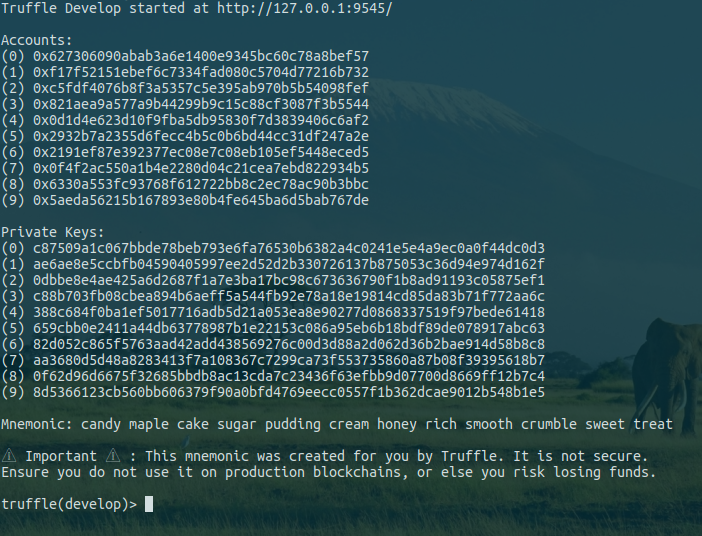 Truffle Develop started at http://127.0.0.1:9545/
Accounts:
(0) 0x627306090abab3a6e1400e9345bc60c78a8bef57
(1) 0xf17f52151ebef6c7334fad080c5704d77216b732
(2) 0xc5fdf4076b8f3a5357c5e395ab970b5b54098fef
(3) 0x821aea9a577a9b44299b9c15c88cf3087f3b5544
(4) 0x0d1d4e623d10f9fba5db95830f7d3839406c6af2
(5) 0x2932b7a2355d6fecc4b5c0b6bd44cc31df247a2e
(6) 0x2191ef87e392377ec08e7c08eb105ef5448eced5
(7) 0x0f4f2ac550a1b4e2280d04c21cea7ebd822934b5
(8) 0x6330a553fc93768f612722bb8c2ec78ac90b3bbc
(9) 0x5aeda56215b167893e80b4fe645ba6d5bab767de
Private Keys:
(0) c87509a1c067bbde78beb793e6fa76530b6382a4c0241e5e4a9ec0a0f44dc0d3
(1) ae6ae8e5ccbfb04590405997ee2d52d2b330726137b875053c36d94e974d162f
(2) 0dbbe8e4ae425a6d2687f1a7e3ba17bc98c673636790f1b8ad91193c05875ef1
(3) c88b703fb08cbea894b6aeff5a544fb92e78a18e19814cd85da83b71f772aa6c
(4) 388c684f0ba1ef5017716adb5d21a053ea8e90277d0868337519f97bede61418
(5) 659cbb0e2411a44db63778987b1e22153c086a95eb6b18bdf89de078917abc63
(6) 82d052c865f5763aad42add438569276c00d3d88a2d062d36b2bae914d58b8c8
(7) aa3680d5d48a8283413f7a108367c7299ca73f553735860a87b08f39395618b7
(8) 0f62d96d6675f32685bbdb8ac13cda7c23436f63efbb9d07700d8669ff12b7c4
(9) 8d5366123cb560bb606379f90a0bfd4769eecc0557f1b362dcae9012b548b1e5
Mnemonic: candy maple cake sugar pudding cream honey rich smooth crumble sweet treat
⚠ Important ⚠ : This mnemonic was created for you by Truffle. It is not secure.
Ensure you do not use it on production blockchains, or else you risk losing funds.
truffle(develop)>